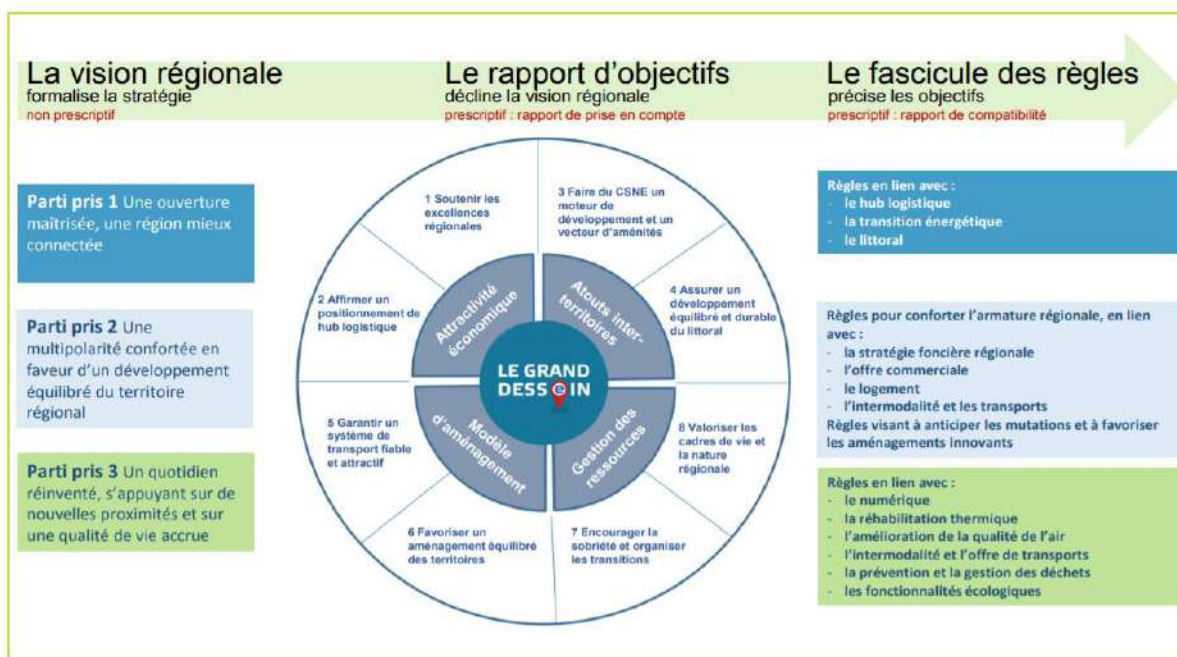 La vision régionale
formalise la stratégie
non prescriptif
Le rapport d'objectifs
décline la vision régionale
prescriptif : rapport de prise en compte
Le fascicule des règles
précise les objectifs
prescriptif : rapport de compatibilité
Parti pris 1 Une ouverture
maîtrisée, une région mieux
connectée
Parti pris 2 Une
multipolarité confortée en
faveur d'un développement
équilibré du territoire
régional
Parti pris 3 Un quotidien
réinventé, s'appuyant sur de
nouvelles proximités et sur
une qualité de vie accrue
1 Soutenir les
excellences
régionales
3 Faire du CSNE un
moteur de
développement et un
vecteur d'aménités
2 Affirmer un
positionnement de
hub logistique
4 Assurer un
développement
équilibré et durable
du littoral
Attractivité
économique
Atouts inter-
territoires
LE GRAND
DESSEIN
5 Garantir un
système de
transport fiable
et attractif
Modèle
d'aménagement
Gestion des
ressources
8 Valoriser les
cadres de vie et
la nature
régionale
6 Favoriser un
aménagement équilibré
des territoires
7 Encourager la
sobriété et organiser
les transitions
Règles en lien avec :
- le hub logistique
- la transition énergétique
- le littoral
Règles pour conforter l'armature régionale, en lien
avec :
- la stratégie foncière régionale
- l'offre commerciale
- le logement
- l'intermodalité et les transports
Règles visant à anticiper les mutations et à favoriser
les aménagements innovants
Règles en lien avec :
- le numérique
- la réhabilitation thermique
- l'amélioration de la qualité de l'air
- l'intermodalité et l'offre de transports
- la prévention et la gestion des déchets
- les fonctionnalités écologiques